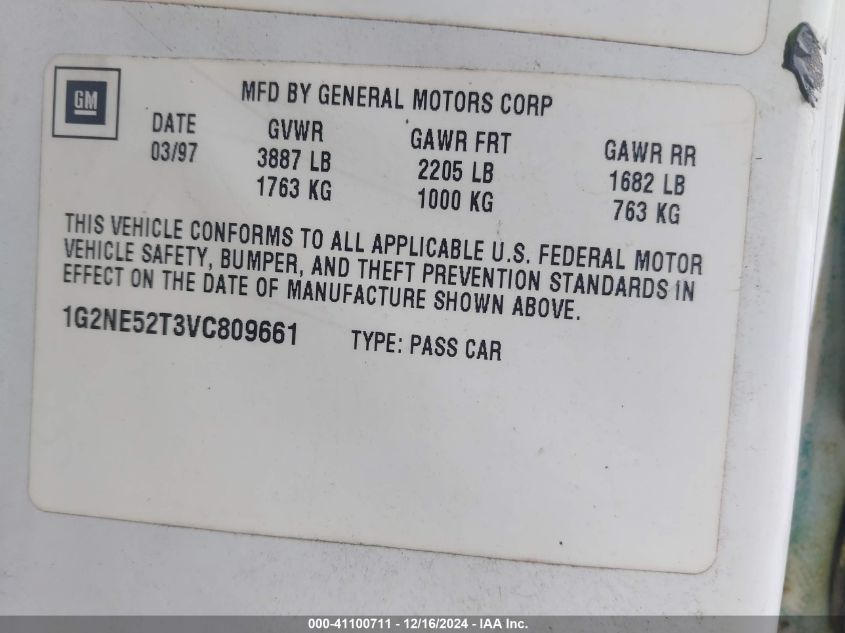 GM
MFD BY GENERAL MOTORS CORP
DATE GVWR GAWR FRT GAWR RR
03/97 3887 LB 2205 LB 1682 LB
1763 KG 1000 KG 763 KG
THIS VEHICLE CONFORMS TO ALL APPLICABLE U.S. FEDERAL MOTOR
VEHICLE SAFETY, BUMPER, AND THEFT PREVENTION STANDARDS IN
EFFECT ON THE DATE OF MANUFACTURE SHOWN ABOVE.
1G2NE52T3VC809661 TYPE: PASS CAR
000-41100711 - 12/16/2024 - IAA Inc.